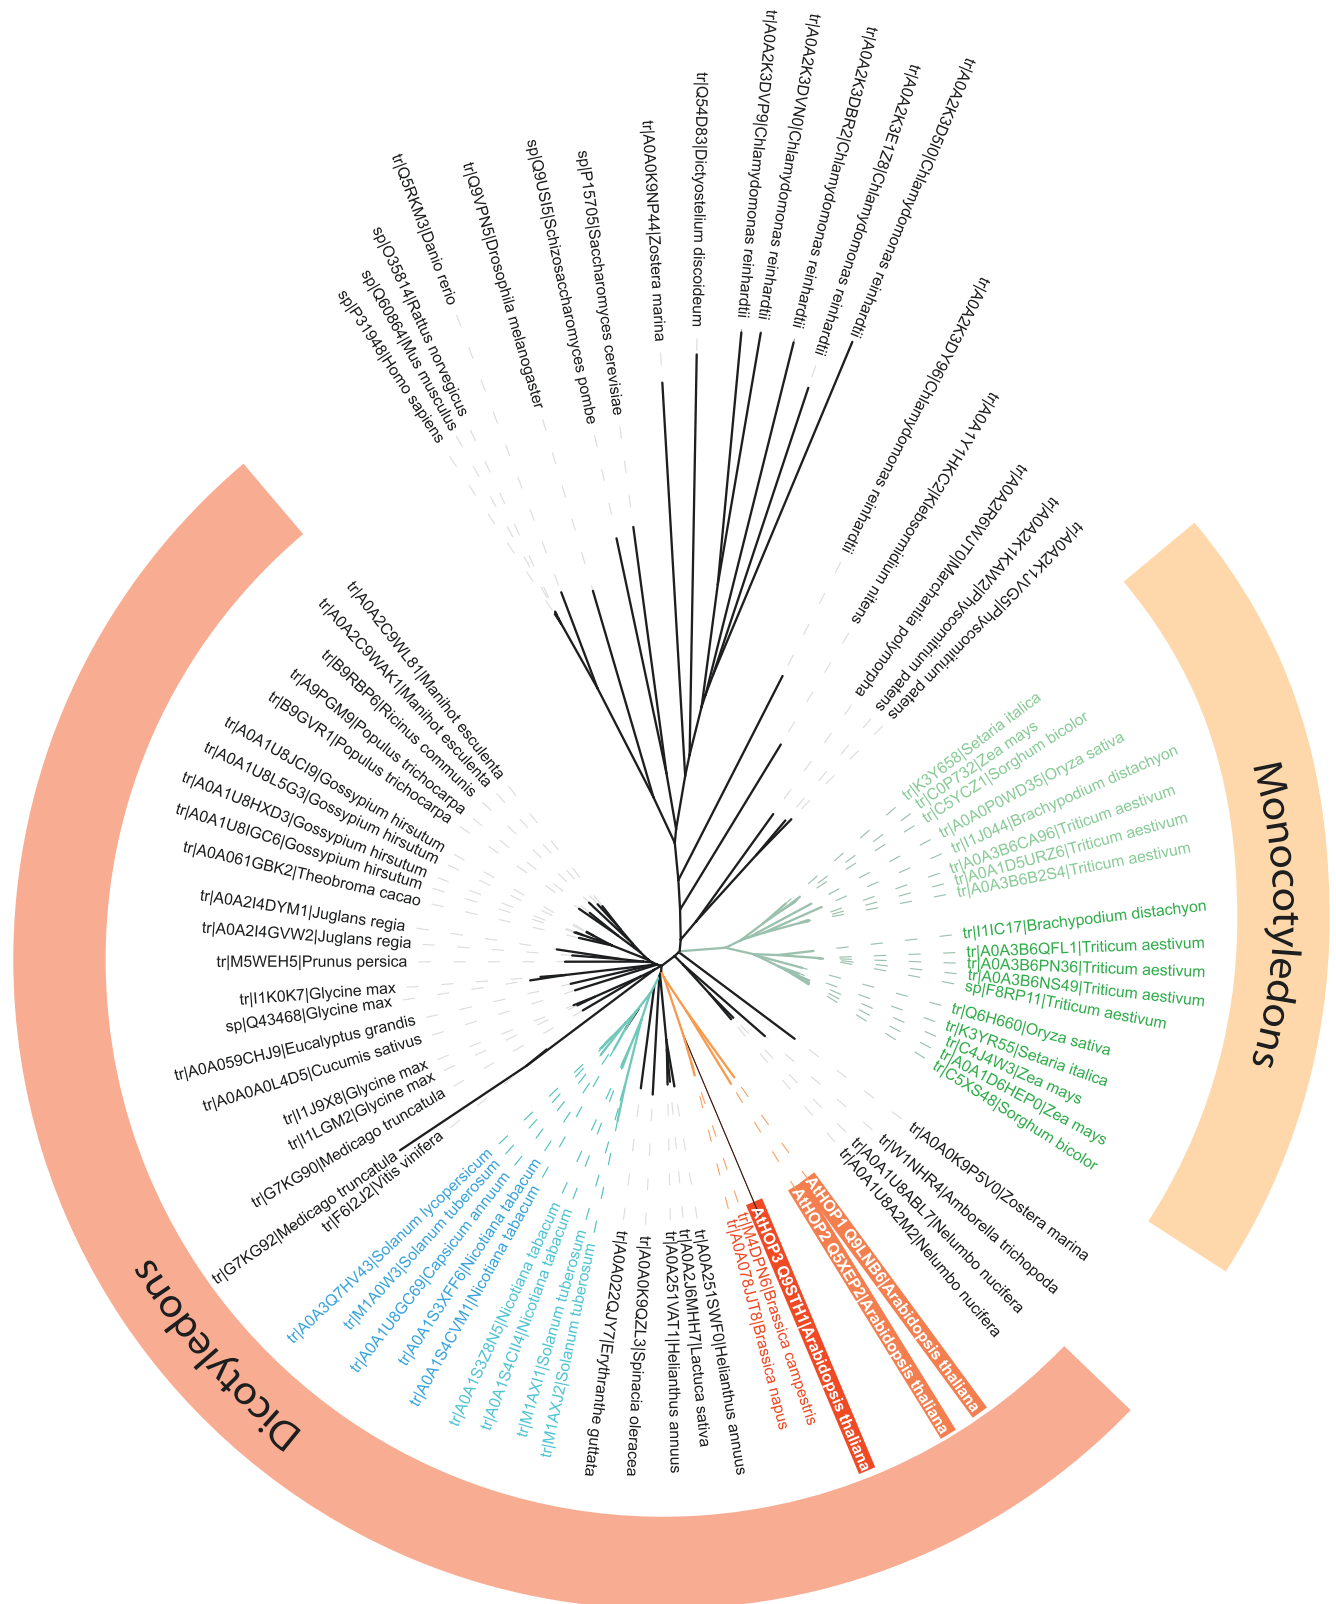 tr|Q5RKM3|Danio rerio
sp|O35814|Rattus norvegicus
sp|Q60864|Mus musculus
sp|P31948|Homo sapiens
tr|Q9VPN5|Drosophila melanogaster
sp|Q9USI5|Schizosaccharomyces pombe
sp|P15705|Saccharomyces cerevisiae
tr|A0A0K9NP44|Zostera marina
tr|Q54D83|Dictyostelium discoideum
tr|A0A2K3DVP9|Chlamydomonas reinhardtii
tr|A0A2K3DVN0|Chlamydomonas reinhardtii
tr|A0A2K3DBR2|Chlamydomonas reinhardtii
tr|A0A2K3E1Z8|Chlamydomonas reinhardtii
tr|A0A2K3D5I0|Chlamydomonas reinhardtii
tr|A0A2K3DY96|Chlamydomonas reinhardtii
tr|A0A1Y1HKC2|Klebsormidium nitens
tr|A0A2R6WJT0|Marchantia polymorpha
tr|A0A2K1KAW2|Physcomitrium patens
tr|A0A2K1JVG5|Physcomitrium patens
tr|K3Y658|Setaria italica
tr|C0P732|Zea mays
tr|C5YCZ1|Sorghum bicolor
tr|A0A0P0WD35|Oryza sativa
tr|I1J044|Brachypodium distachyon
tr|A0A3B6CA96|Triticum aestivum
tr|A0A1D5URZ6|Triticum aestivum
tr|A0A3B6B2S4|Triticum aestivum
tr|I1IC17|Brachypodium distachyon
tr|A0A3B6QFL1|Triticum aestivum
tr|A0A3B6PN36|Triticum aestivum
tr|A0A3B6NS49|Triticum aestivum
sp|F8RP11|Triticum aestivum
tr|Q6H660|Oryza sativa
tr|K3YR55|Setaria italica
tr|C4J4W3|Zea mays
tr|A0A1D6HEP0|Zea mays
tr|C5XS48|Sorghum bicolor
Monocotyledons
tr|A0A0K9P5V0|Zostera marina
tr|W1NHR4|Amborella trichopoda
tr|A0A1U8ABL7|Nelumbo nucifera
tr|A0A1U8A2M2|Nelumbo nucifera
AtHOP1 Q9LNB6|Arabidopsis thaliana
AtHOP2 Q5XEP2|Arabidopsis thaliana
AtHOP3 Q9STH1|Arabidopsis thaliana
tr|M4DPN6|Brassica campestris
tr|A0A078JJT8|Brassica napus
tr|A0A251SWF0|Helianthus annuus
tr|A0A2J6MHH7|Lactuca sativa
tr|A0A251VAT1|Helianthus annuus
tr|A0A0K9QZL3|Spinacia oleracea
tr|A0A022QJY7|Erythranthe guttata
tr|M1AXJ2|Solanum tuberosum
tr|M1AXI1|Solanum tuberosum
tr|A0A1S4CII4|Nicotiana tabacum
tr|A0A1S3Z8N5|Nicotiana tabacum
tr|A0A1S4CVM1|Nicotiana tabacum
tr|A0A1S3XFF6|Nicotiana tabacum
tr|A0A1U8GC69|Capsicum annuum
tr|M1A0W3|Solanum tuberosum
tr|A0A3Q7HV43|Solanum lycopersicum
tr|F6I2J2|Vitis vinifera
tr|G7KG92|Medicago truncatula
tr|G7KG90|Medicago truncatula
tr|I1LGM2|Glycine max
tr|I1J9X8|Glycine max
tr|A0A0A0L4D5|Cucumis sativus
tr|A0A059CHJ9|Eucalyptus grandis
sp|Q43468|Glycine max
tr|I1K0K7|Glycine max
tr|M5WEH5|Prunus persica
tr|A0A2I4GVW2|Juglans regia
tr|A0A2I4DYM1|Juglans regia
tr|A0A061GBK2|Theobroma cacao
tr|A0A1U8IGC6|Gossypium hirsutum
tr|A0A1U8HXD3|Gossypium hirsutum
tr|A0A1U8L5G3|Gossypium hirsutum
tr|A0A1U8JCI9|Gossypium hirsutum
tr|B9GVR1|Populus trichocarpa
tr|A9PGM9|Populus trichocarpa
tr|B9RBP6|Ricinus communis
tr|A0A2C9WAK1|Manihot esculenta
tr|A0A2C9WL81|Manihot esculenta
Dicotyledons